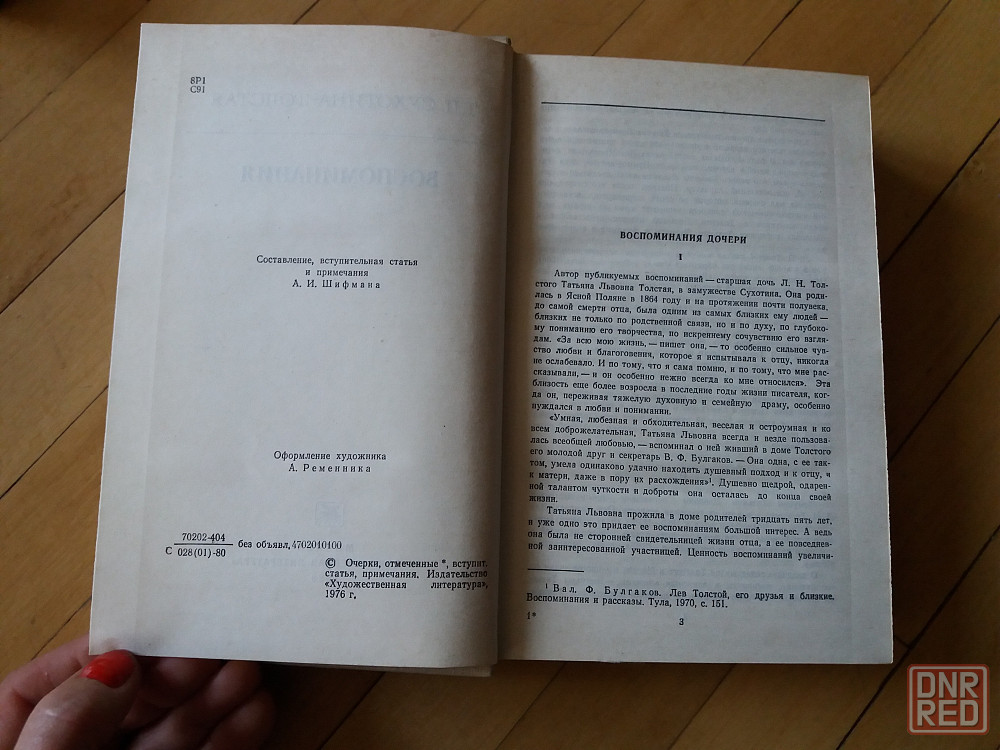 8Р1
С91
ВОСПОМИНАНИЯ
Составление, вступительная статья
и примечания
А. И. Шифмана
Оформление художника
А. Ременника
70202-404
С 028(01)-80 без объявл, 4702010100
© Очерки, отмеченные *, вступит.
статья, примечания. Издательство
«Художественная литература»,
1976 г.
ВОСПОМИНАНИЯ ДОЧЕРИ
I
Автор публикуемых воспоминаний — старшая дочь Л. Н. Тол-
стого Татьяна Львовна Толстая, в замужестве Сухотина. Она роди-
лась в Ясной Поляне в 1864 году и на протяжении почти полувека,
до самой смерти отца, была одним из самых близких ему людей —
близких не только по родственной связи, но и по духу, по глубоко-
му пониманию его творчества, по искреннему сочувствию его взгля-
дам. «За всю мою жизнь, — пишет она, — то особенно сильное чув-
ство любви и благоговения, которое я испытывала к отцу, никогда
не ослабевало. И по тому, что я сама помню, и по тому, что мне рас-
сказывали, — и он особенно нежно всегда ко мне относился». Эта
близость еще более возросла в последние годы жизни писателя, ког-
да он, переживая тяжелую духовную и семейную драму, особенно
нуждался в любви и понимании.
«Умная, любезная и обходительная, веселая и остроумная и ко
всем доброжелательная, Татьяна Львовна всегда и везде пользова-
лась всеобщей любовью, — вспоминал о ней живший в доме Толстого
его молодой друг и секретарь В. Ф. Булгаков. — Она одна, с ее так-
том, умела одинаково удачно находить душевный подход и к отцу, и
к матери, даже в пору их расхождения»¹. Душевно щедрой, одарен-
ной талантом чуткости и доброты она осталась до конца своей
жизни.
Татьяна Львовна прожила в доме родителей тридцать пять лет,
и уже одно это придает ее воспоминаниям большой интерес. А ведь
она была не сторонней свидетельницей жизни отца, а ее повседнев-
ной заинтересованной участницей. Ценность воспоминаний увеличи-
¹ Вал. Ф. Булгаков. Лев Толстой, его друзья и близкие.
Воспоминания и рассказы. Тула, 1970, с. 151.
1*
3
DNR
RED